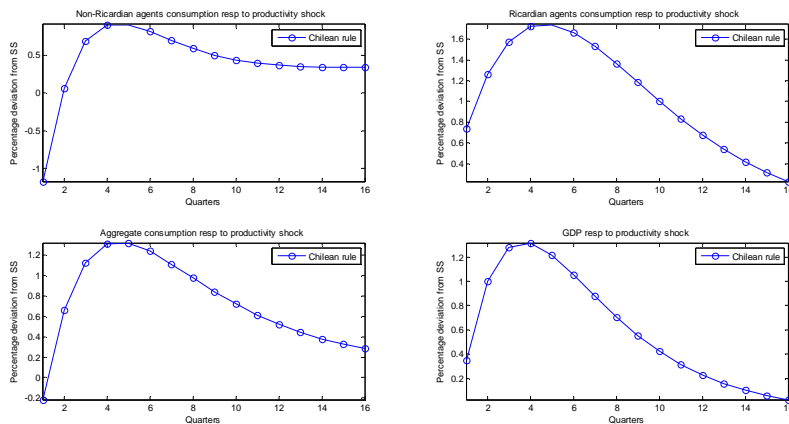 Non-Ricardian agents consumption resp to productivity shock
Percentage deviation from SS
0.5
0
-0.5
-1
2 4 6 8 10 12 14 16
Quarters
Chilean rule
Ricardian agents consumption resp to productivity shock
Percentage deviation from SS
1.6
1.4
1.2
1
0.8
0.6
0.4
2 4 6 8 10 12 14 16
Quarters
Chilean rule
Aggregate consumption resp to productivity shock
Percentage deviation from SS
1.2
1
0.8
0.6
0.4
0.2
0
-0.2
2 4 6 8 10 12 14 16
Quarters
Chilean rule
GDP resp to productivity shock
Percentage deviation from SS
1.2
1
0.8
0.6
0.4
0.2
2 4 6 8 10 12 14 16
Quarters
Chilean rule